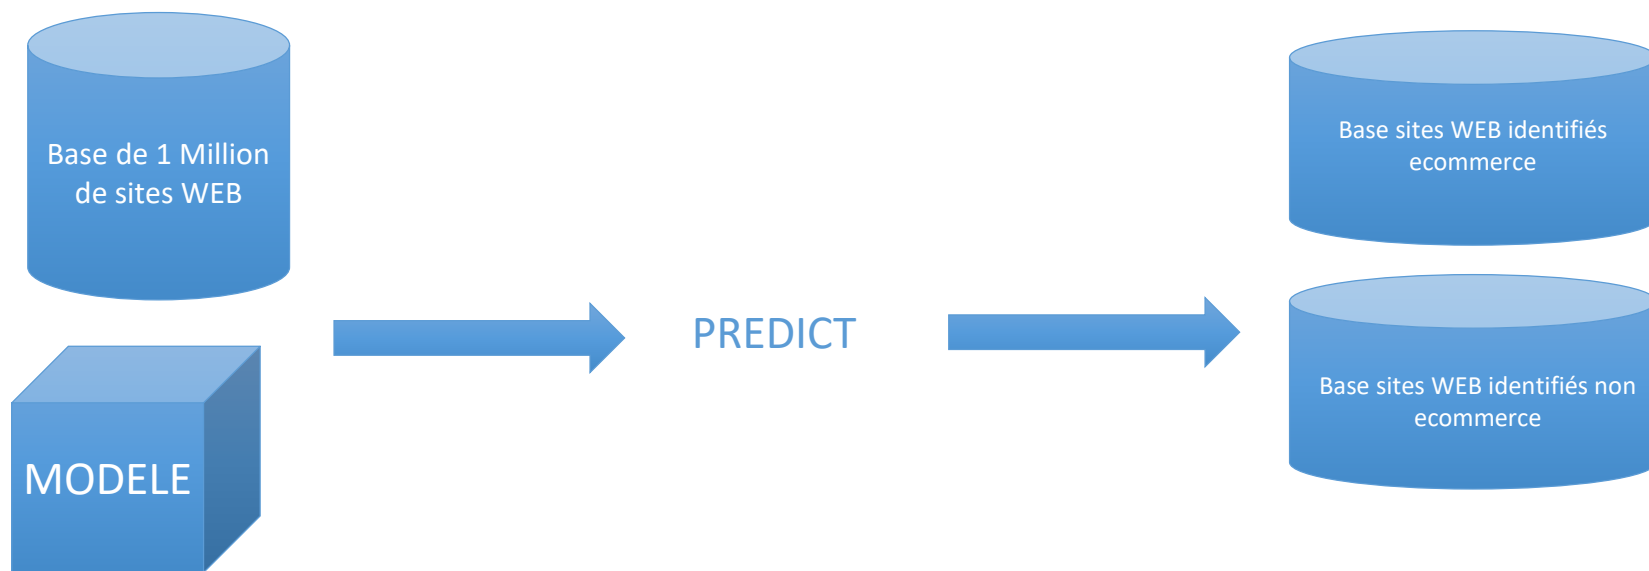 Base de 1 Million
de sites WEB
MODELE
PREDICT
Base sites WEB identifiés
ecommerce
Base sites WEB identifiés non
ecommerce